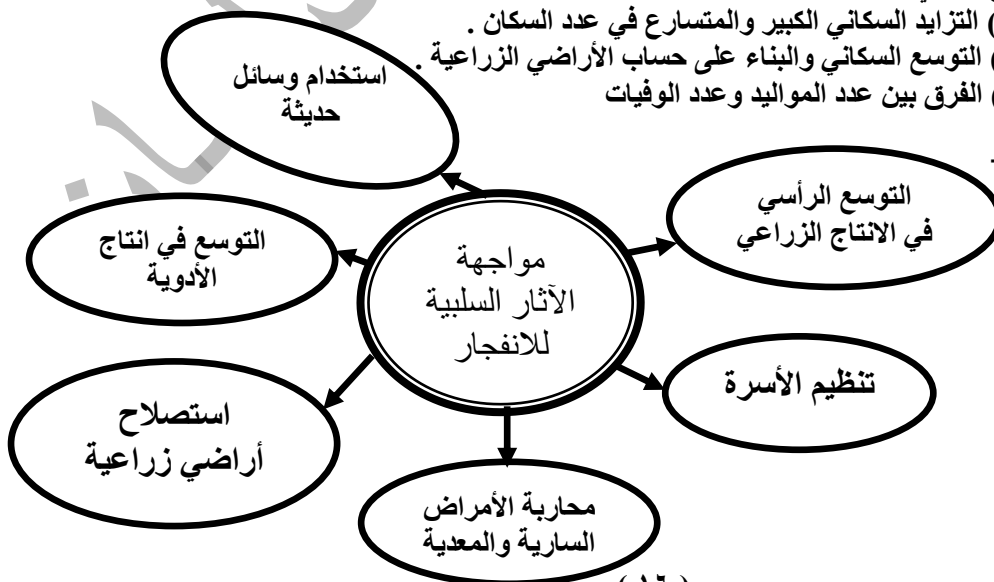 ) التزايد السكاني الكبير والمتسارع في عدد السكان .
) التوسع السكاني والبناء على حساب الأراضي الزراعية .
) الفرق بين عدد المواليد وعدد الوفيات
استخدام وسائل
حديثة
التوسع الرأسي
في الانتاج الزراعي
التوسع في انتاج
الأدوية
مواجهة
الآثار السلبية
للانفجار
تنظيم الأسرة
استصلاح
أراضي زراعية
محاربة الأمراض
السارية والمعدية